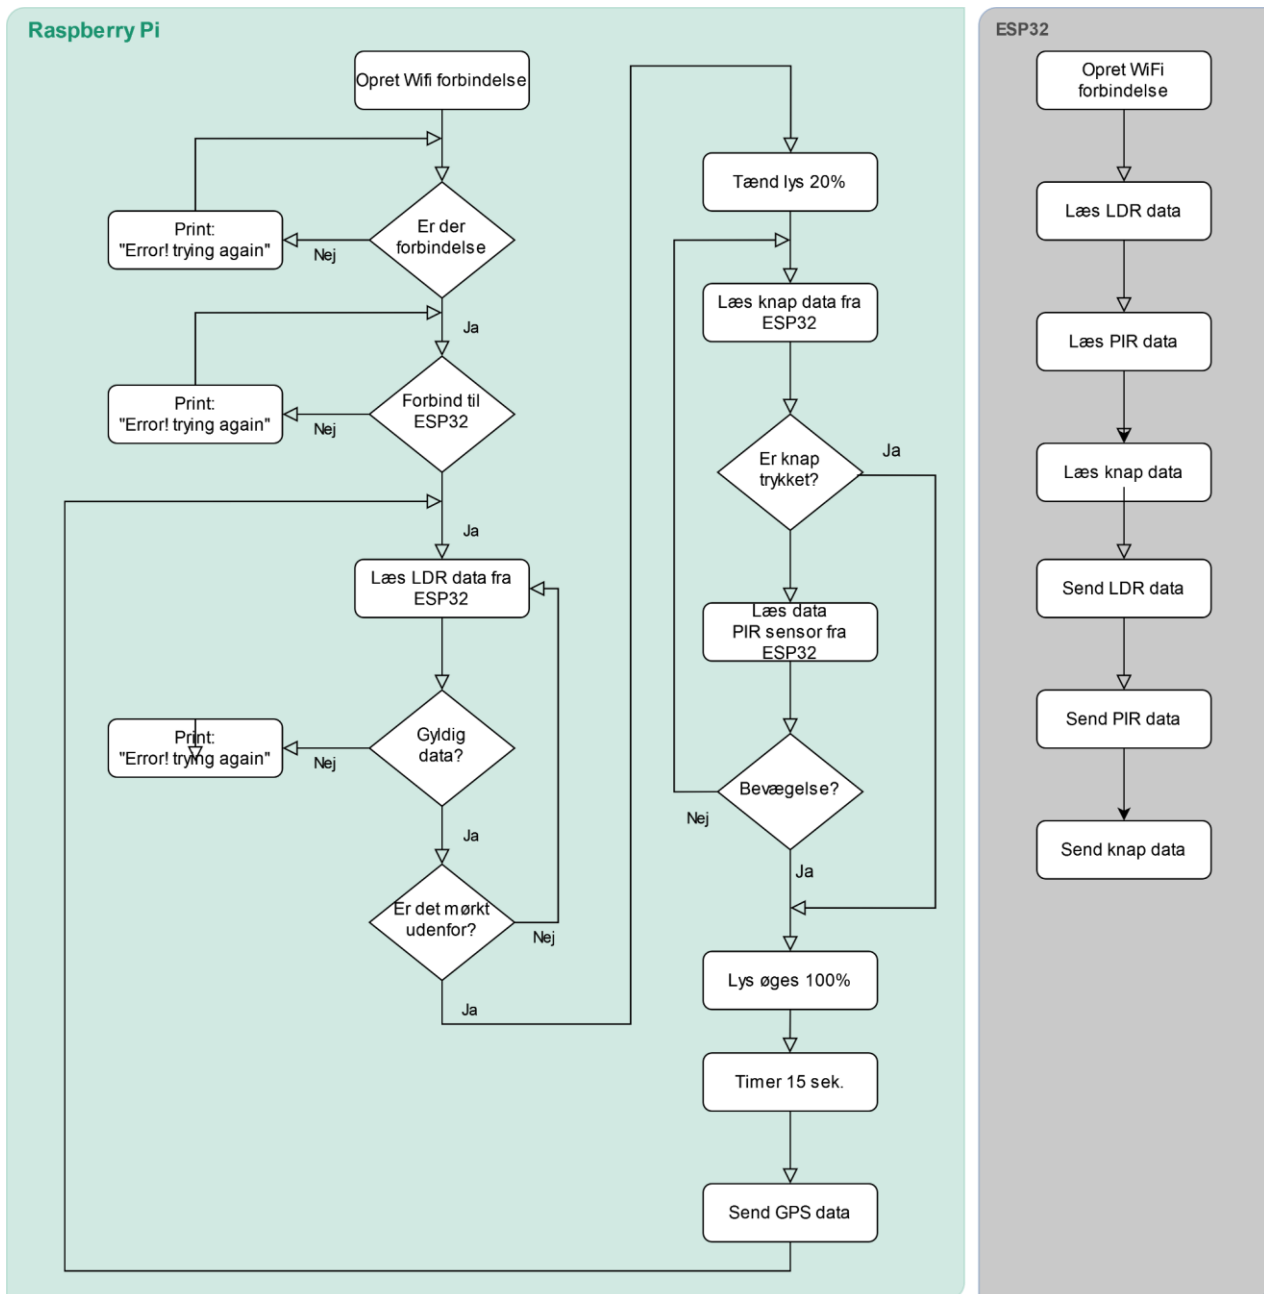 Raspberry Pi
Opret Wifi forbindelse
Er der
forbindelse
Nej
Print:
"Error! trying again"
Ja
Forbind til
ESP32
Nej
Print:
"Error! trying again"
Ja
Læs LDR data fra
ESP32
Gyldig
data?
Nej
Print:
"Error! trying again"
Ja
Er det mørkt
udenfor?
Nej
Ja
Tænd lys 20%
Læs knap data fra
ESP32
Er knap
trykket?
Ja
Læs data
PIR sensor fra
ESP32
Bevægelse?
Nej
Ja
Lys øges 100%
Timer 15 sek.
Send GPS data
ESP32
Opret WiFi
forbindelse
Læs LDR data
Læs PIR data
Læs knap data
Send LDR data
Send PIR data
Send knap data